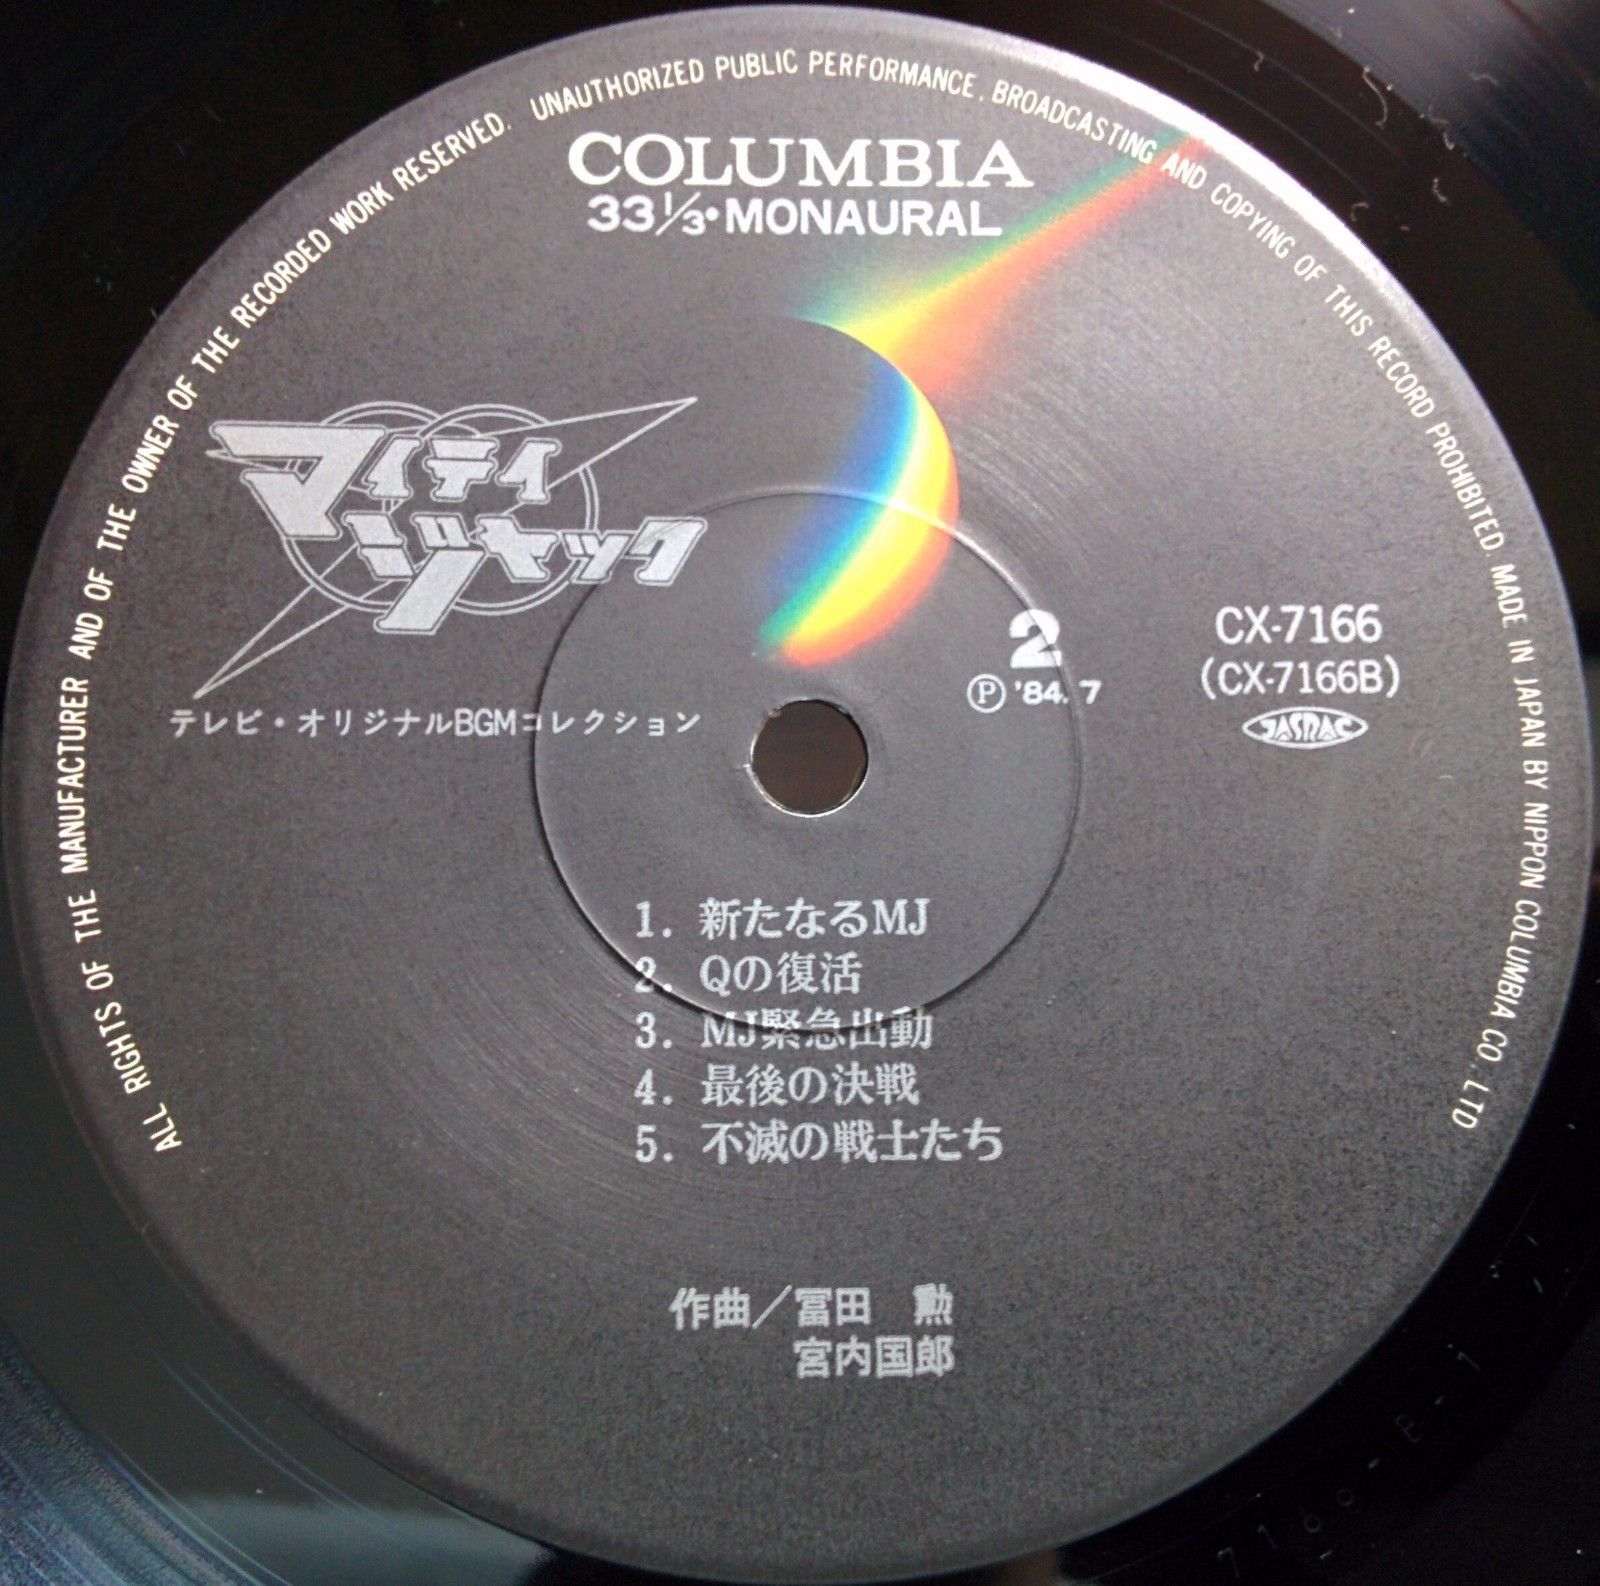 ALL RIGHTS OF THE MANUFACTURER AND OF THE OWNER OF THE RECORDED WORK RESERVED. UNAUTHORIZED PUBLIC PERFORMANCE, BROADCASTING AND COPYING OF THIS RECORD PROHIBITED. MADE IN JAPAN BY NIPPON COLUMBIA CO., LTD
COLUMBIA
33 1/3・MONAURAL
マイティ
ジャック
テレビ・オリジナルBGMコレクション
2
Ⓟ '84. 7
CX-7166
(CX-7166B)
JASRAC
1. 新たなるMJ
2. Qの復活
3. MJ緊急出動
4. 最後の決戦
5. 不滅の戦士たち
作曲／冨田 勲
宮内国郎